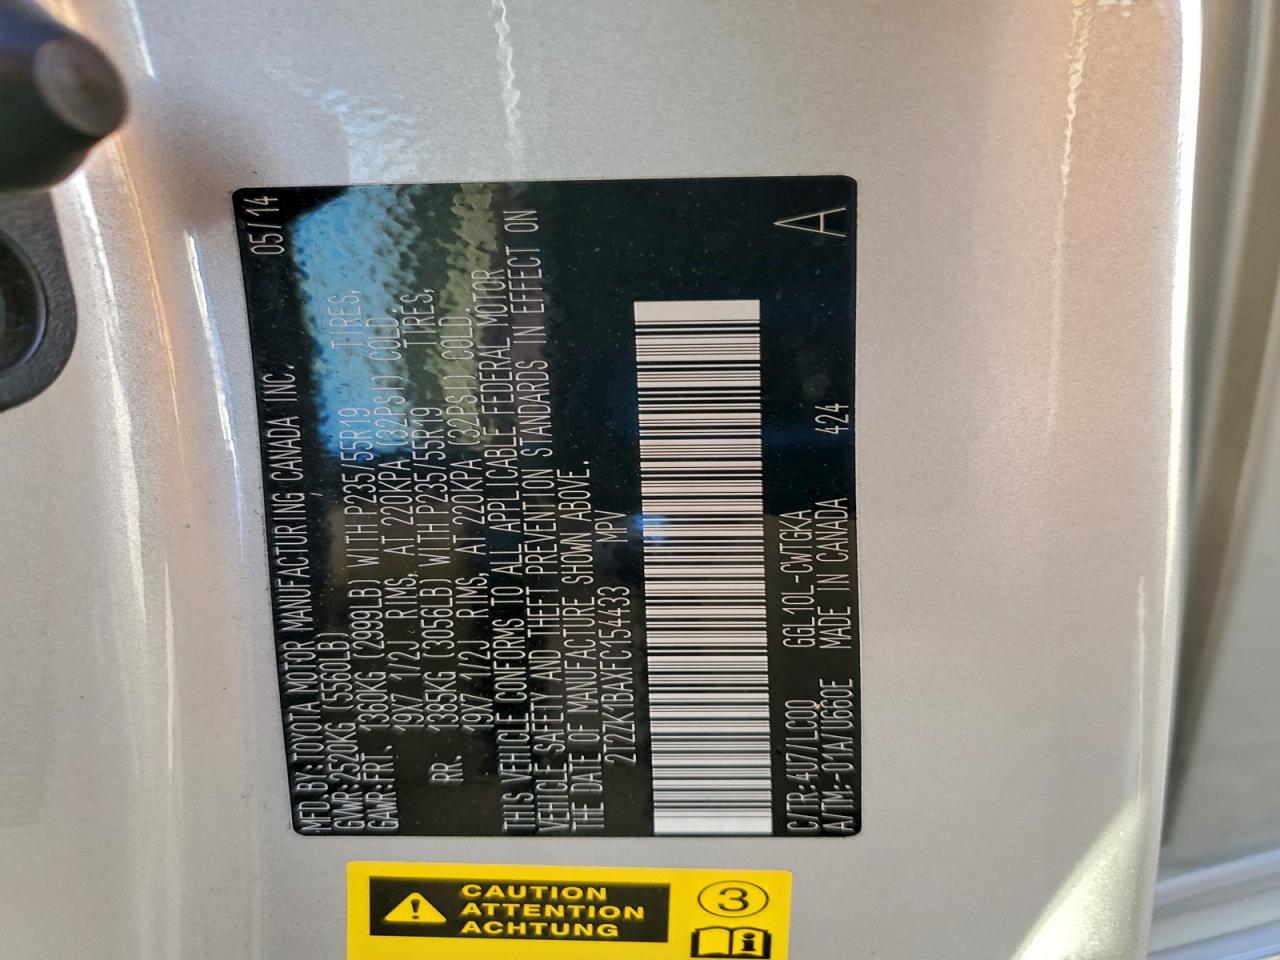 MFD.BY:TOYOTA MOTOR MANUFACTURING CANADA INC. 05/14
GVWR:2520KG (5560LB)
GAWR:FRT. 1360KG (2999LB) WITH P235/55R19 TIRES,
19X7 1/2J RIMS, AT 220KPA (32PSI) COLD
RR. 1385KG (3056LB) WITH P235/55R19 TIRES,
19X7 1/2J RIMS, AT 220KPA (32PSI) COLD.
THIS VEHICLE CONFORMS TO ALL APPLICABLE FEDERAL MOTOR
VEHICLE SAFETY AND THEFT PREVENTION STANDARDS IN EFFECT ON
THE DATE OF MANUFACTURE SHOWN ABOVE.
2T2ZK1BAXFC154433 MPV
C/TR:4U7/LC00 GGL10L-CWTGKA A
A/TM:-01A/U660E MADE IN CANADA 424
CAUTION
ATTENTION
ACHTUNG
3